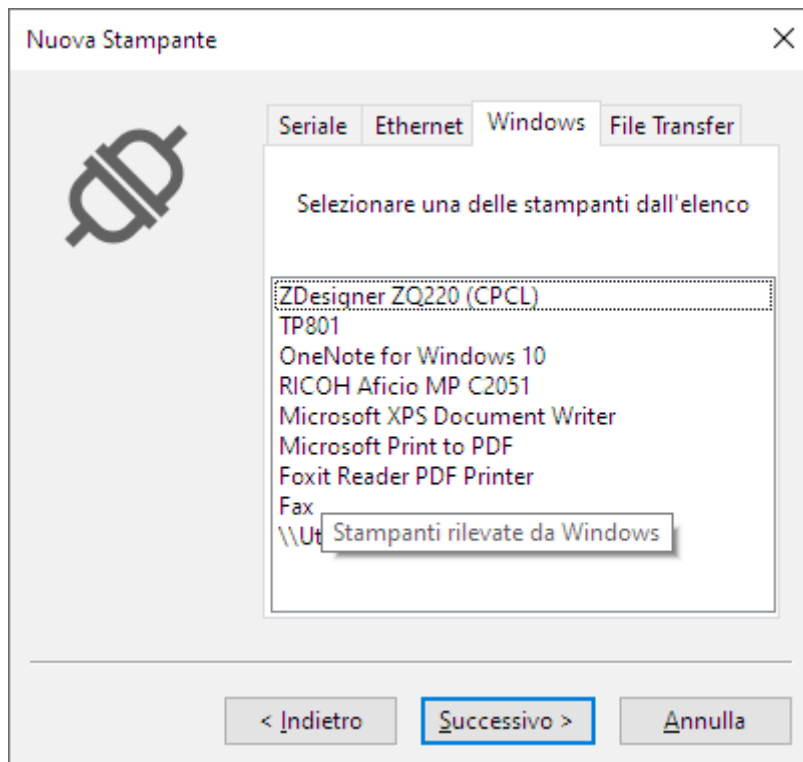 Nuova Stampante
Seriale Ethernet Windows File Transfer
Selezionare una delle stampanti dall'elenco
ZDesigner ZQ220 (CPCL)
TP801
OneNote for Windows 10
RICOH Aficio MP C2051
Microsoft XPS Document Writer
Microsoft Print to PDF
Foxit Reader PDF Printer
Fax
\\Ut
Stampanti rilevate da Windows
< Indietro Successivo > Annulla